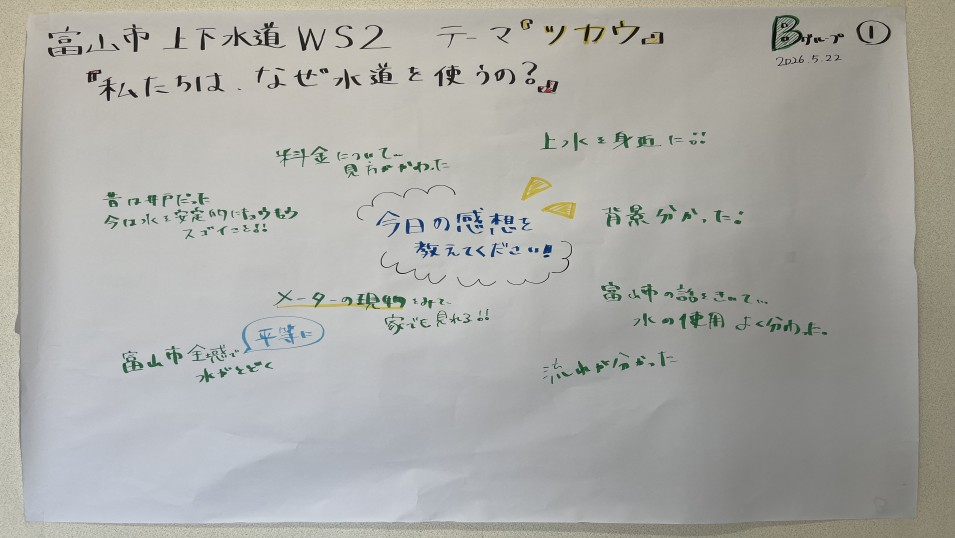 富山市 上下水道 WS2 テーマ『ツカウ』
Bグループ ①
2026.5.22
『私たちは、なぜ水道を使うの?』
料金について
見方がかわった
上水を身近に!!
昔は井戸だった
今は水を安定的に
スゴイこと!!
今日の感想を
教えてください!
背景分かった!
メーターの現物をみて
家でも見れる!!
富山市の話をきいて…
水の使用 よく分かった。
平等に
富山市全域で
水がとどく
流れが分かった